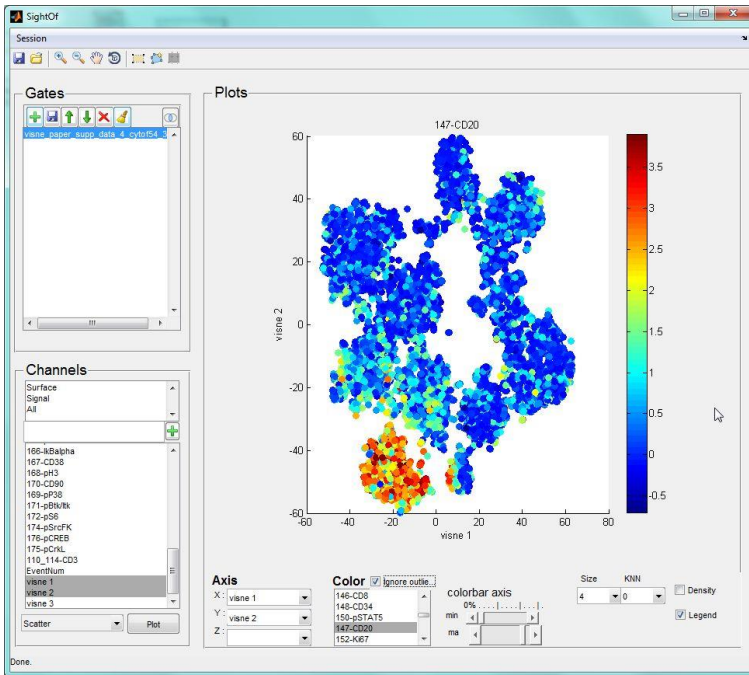 SightOf
Session
Gates
visne_paper_supp_data_4_cytof54_3
Channels
Surface
Signal
All
166-IkBalpha
167-CD38
168-pH3
170-CD90
169-pP38
171-pBtk/Itk
172-pS6
174-pSrcFK
176-pCREB
175-pCrkL
110_114-CD3
EventNum
visne 1
visne 2
visne 3
Scatter
Plot
Done.
Plots
147-CD20
60
40
20
0
-20
-40
-60
visne 2
-60
-40
-20
0
20
40
60
80
visne 1
3.5
3
2.5
2
1.5
1
0.5
0
-0.5
Axis
X :
visne 1
Y :
visne 2
Z :
Color
Ignore outlie...
146-CD8
148-CD34
150-pSTAT5
147-CD20
152-Ki67
colorbar axis
0%. . . . | . . . . | . . . | .
min
ma
Size
KNN
4
0
Density
Legend